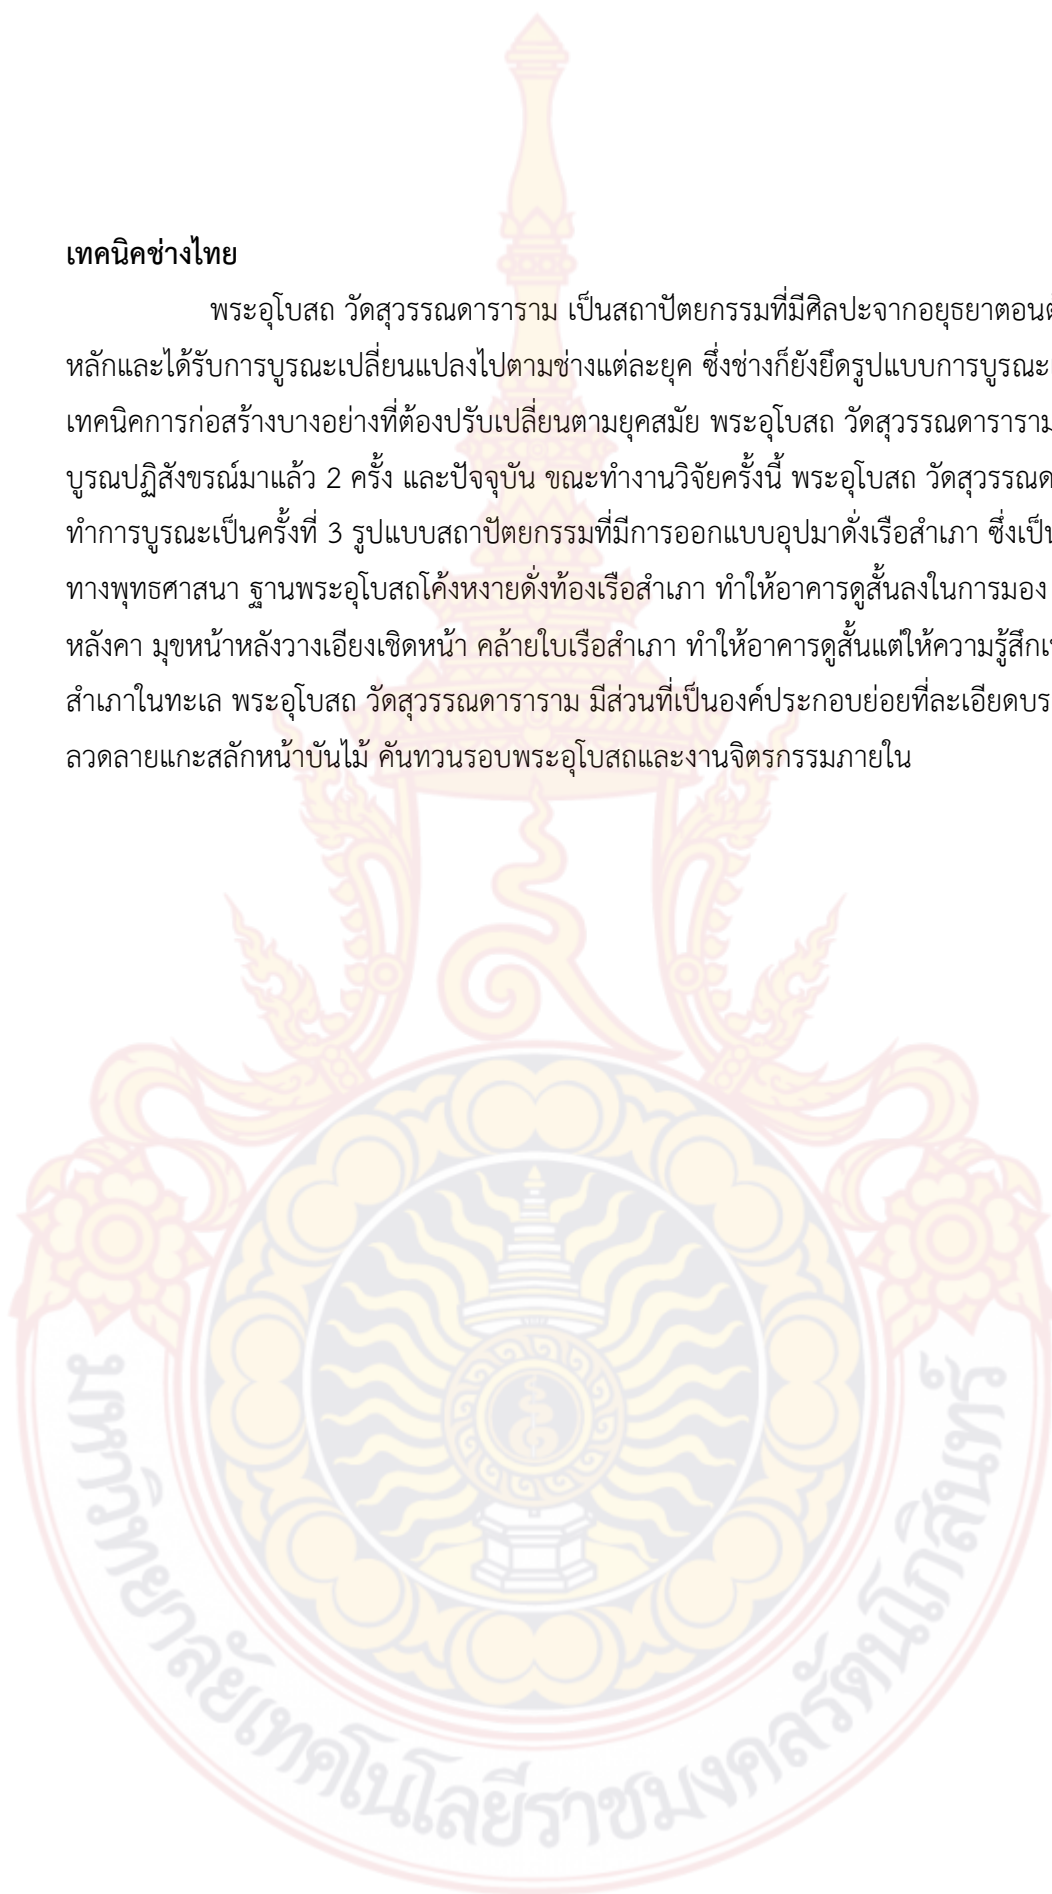 เทคนิคช่างไทย
พระอุโบสถ วัดสุวรรณดาราราม เป็นสถาปัตยกรรมที่มีศิลปะจากอยุธยาตอน
หลักและได้รับการบูรณะเปลี่ยนแปลงไปตามช่างแต่ละยุค ซึ่งช่างก็ยังยึดรูปแบบการบูรณะ
เทคนิคการก่อสร้างบางอย่างที่ต้องปรับเปลี่ยนตามยุคสมัย พระอุโบสถ วัดสุวรรณดาราราม
บูรณปฏิสังขรณ์มาแล้ว 2 ครั้ง และปัจจุบัน ขณะทำงานวิจัยครั้งนี้ พระอุโบสถ วัดสุวรรณด
ทำการบูรณะเป็นครั้งที่ 3 รูปแบบสถาปัตยกรรมที่มีการออกแบบอุปมาดั่งเรือสำเภา ซึ่งเป็น
ทางพุทธศาสนา ฐานพระอุโบสถโค้งหงายดั่งท้องเรือสำเภา ทำให้อาคารดูสั้นลงในการมอง
หลังคา มุขหน้าหลังวางเอียงเชิดหน้า คล้ายใบเรือสำเภา ทำให้อาคารดูสั้นแต่ให้ความรู้สึก
สำเภาในทะเล พระอุโบสถ วัดสุวรรณดาราราม มีส่วนที่เป็นองค์ประกอบย่อยที่ละเอียดบร
ลวดลายแกะสลักหน้าบันไม้ คันทวนรอบพระอุโบสถและงานจิตรกรรมภายใน
มหาวิทยาลัยเทคโนโลยีราชมงคลรัตนโกสินทร์